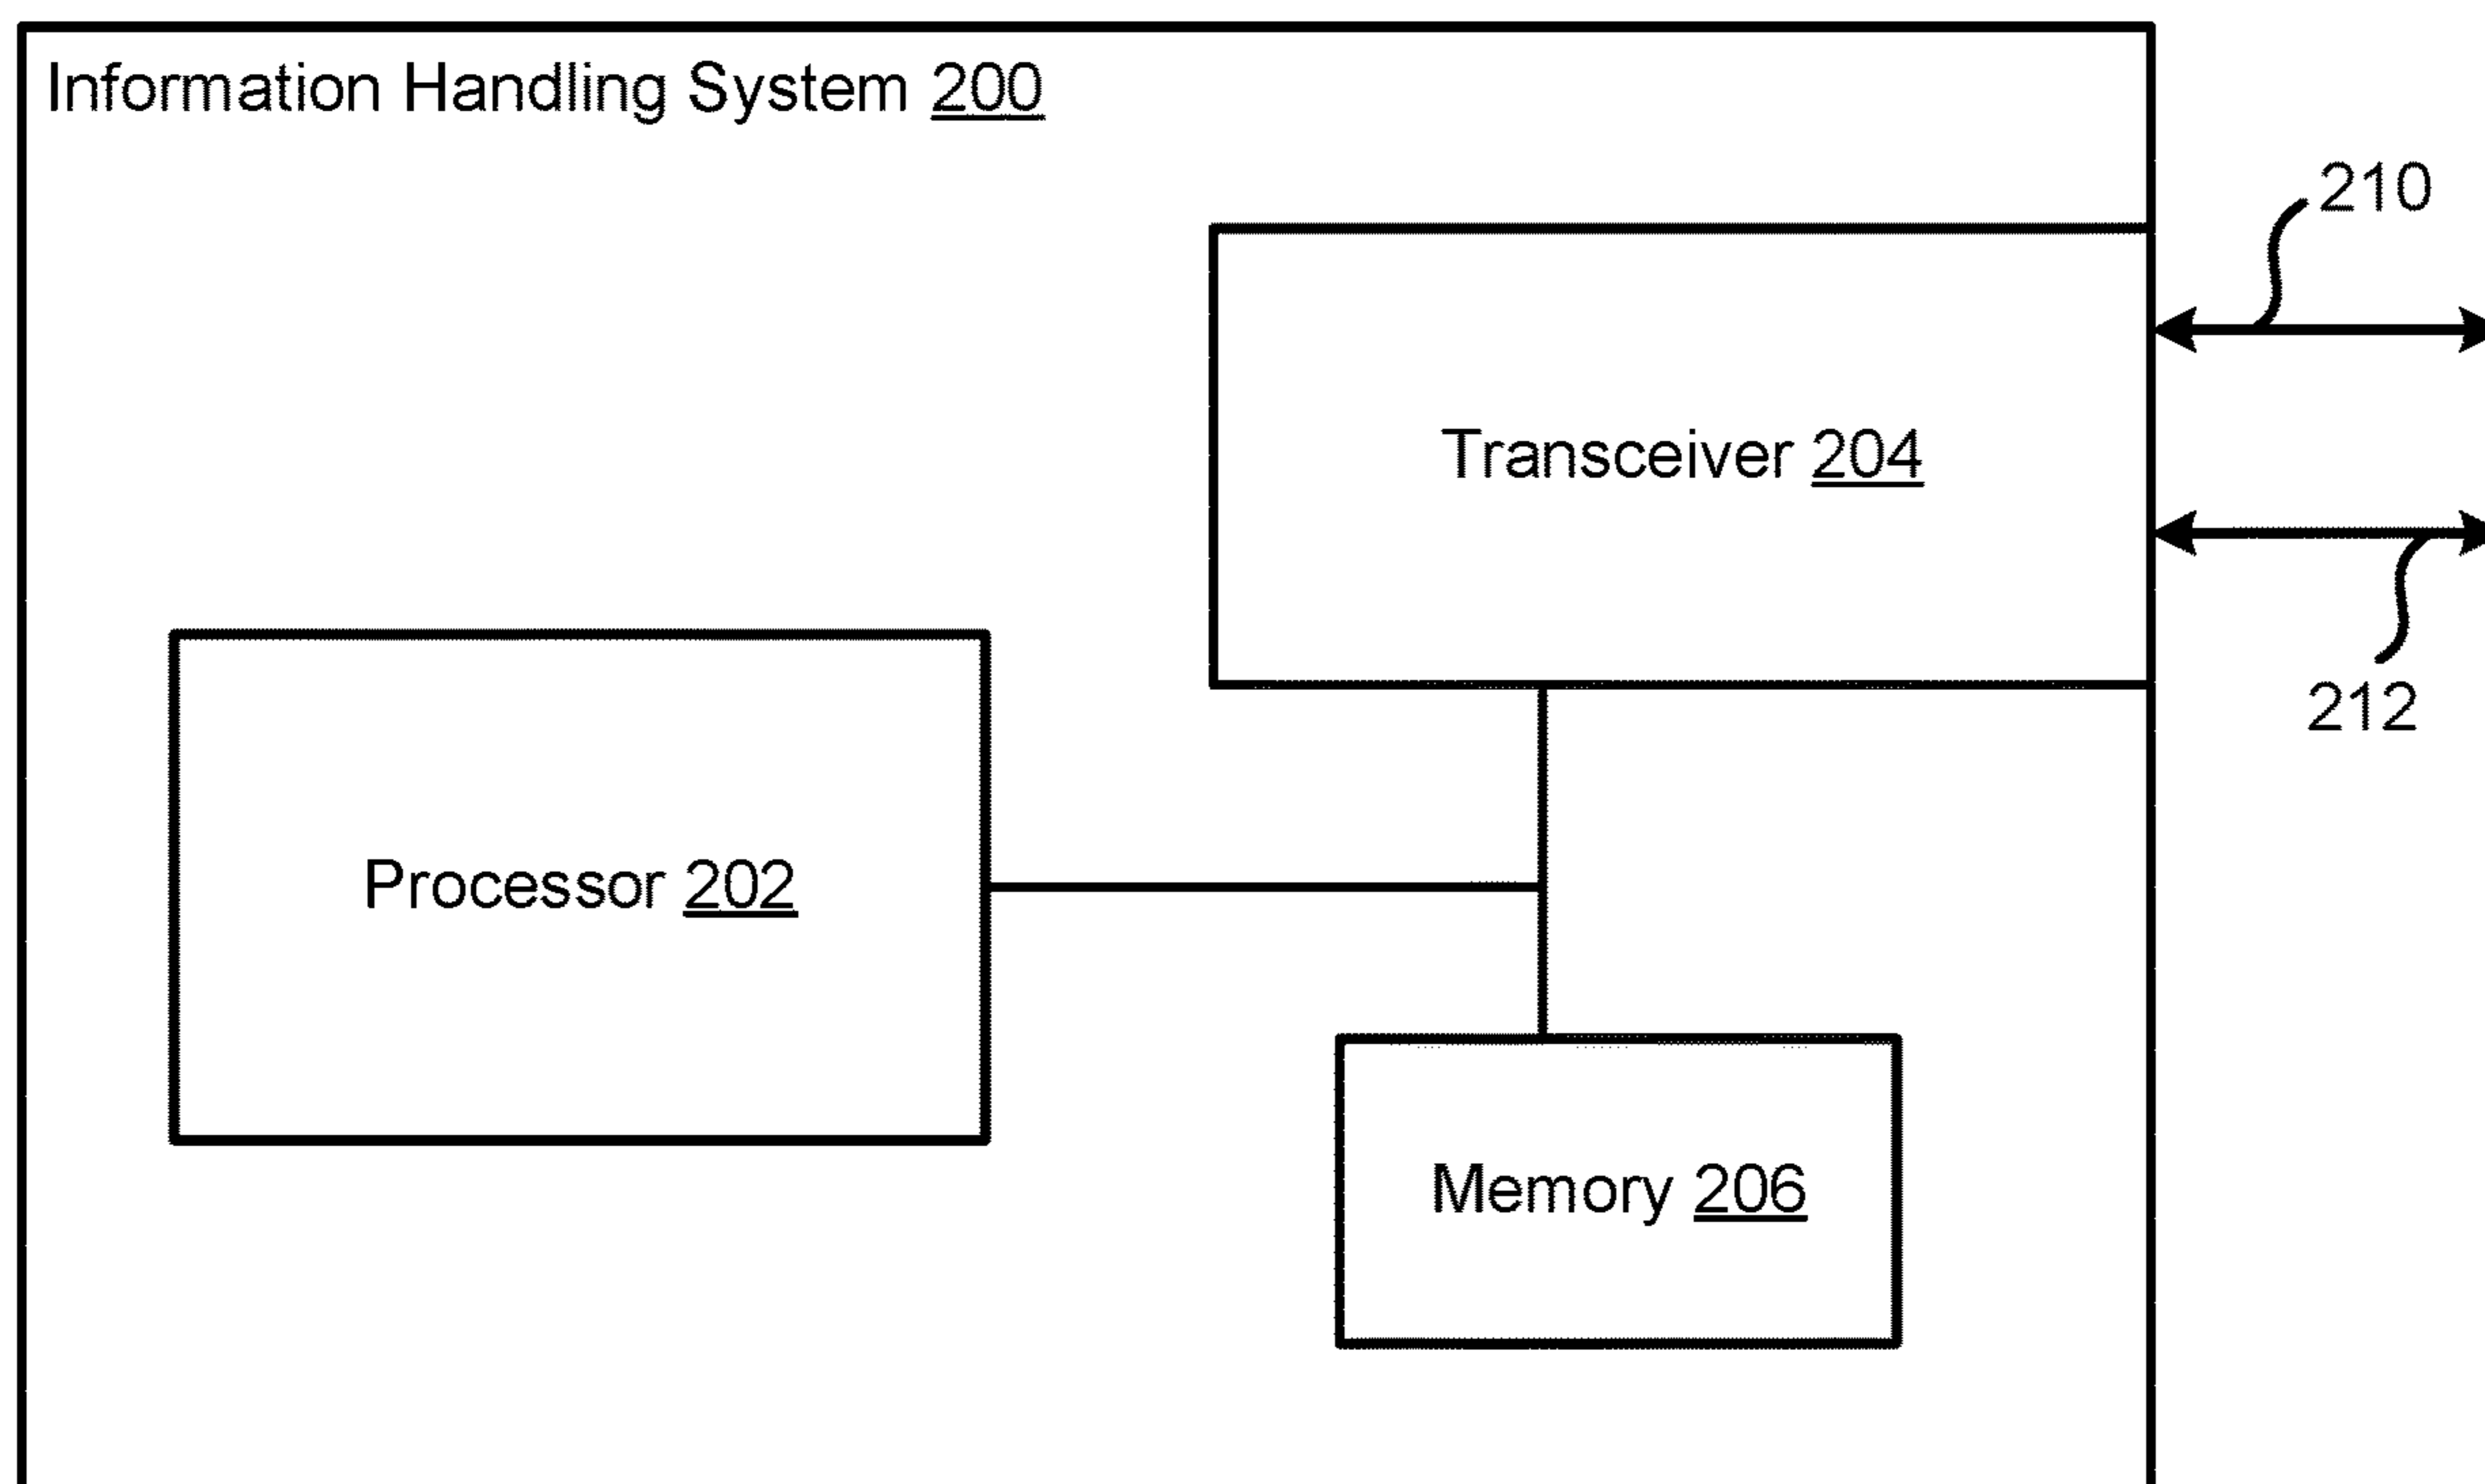 Information Handling System 200
210
Transceiver 204
212
Processor 202
Memory 206